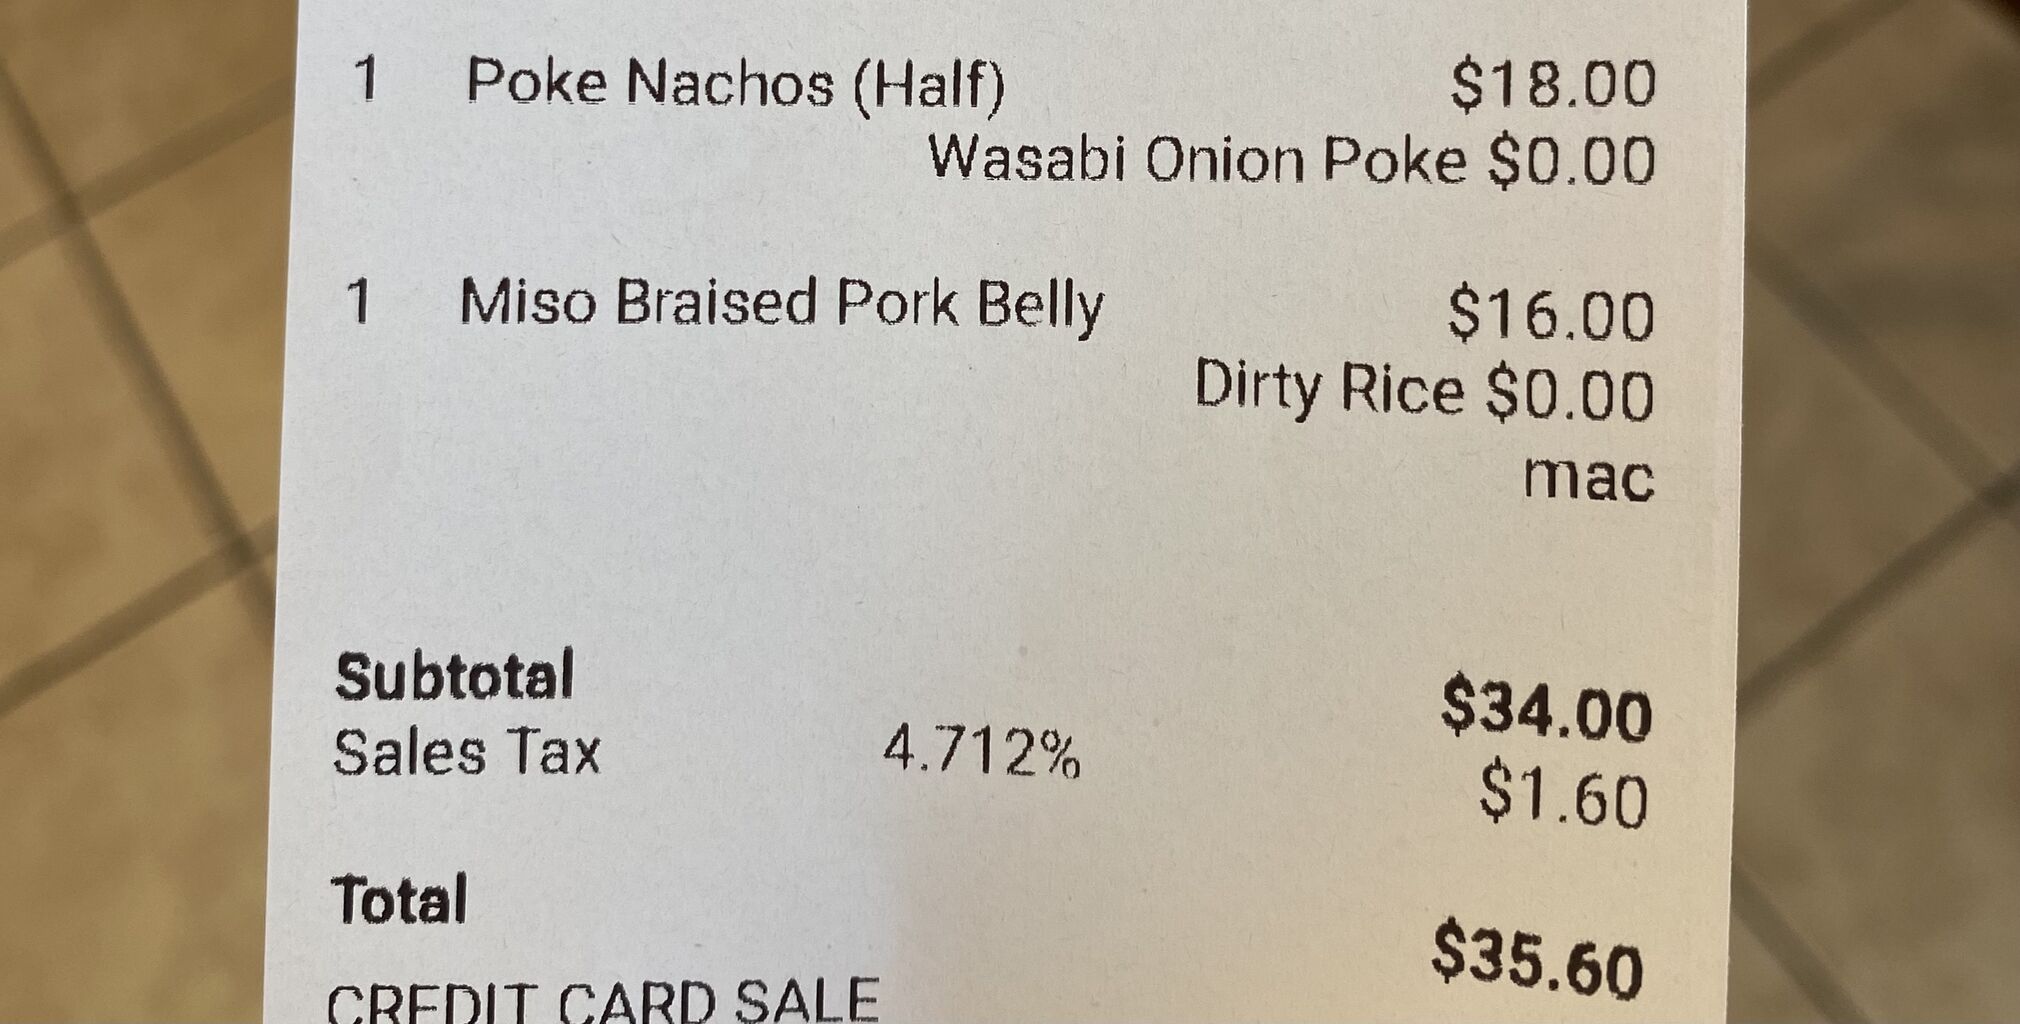 1 Poke Nachos (Half) $18.00
Wasabi Onion Poke $0.00
1 Miso Braised Pork Belly $16.00
Dirty Rice $0.00
mac
Subtotal $34.00
Sales Tax 4.712% $1.60
Total $35.60
CREDIT CARD SALE